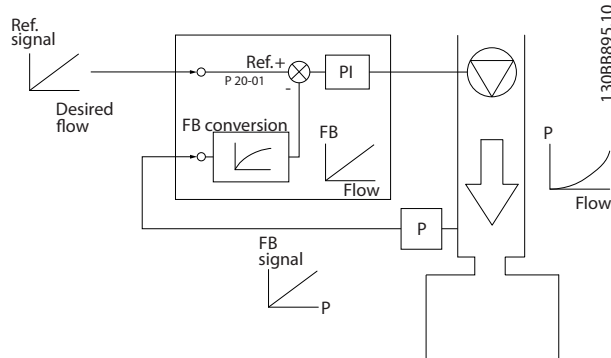 Ref.
signal
Desired
flow
Ref.+
P 20-01
-
PI
FB conversion
FB
Flow
P
FB
signal
P
P
Flow
130BB895.10